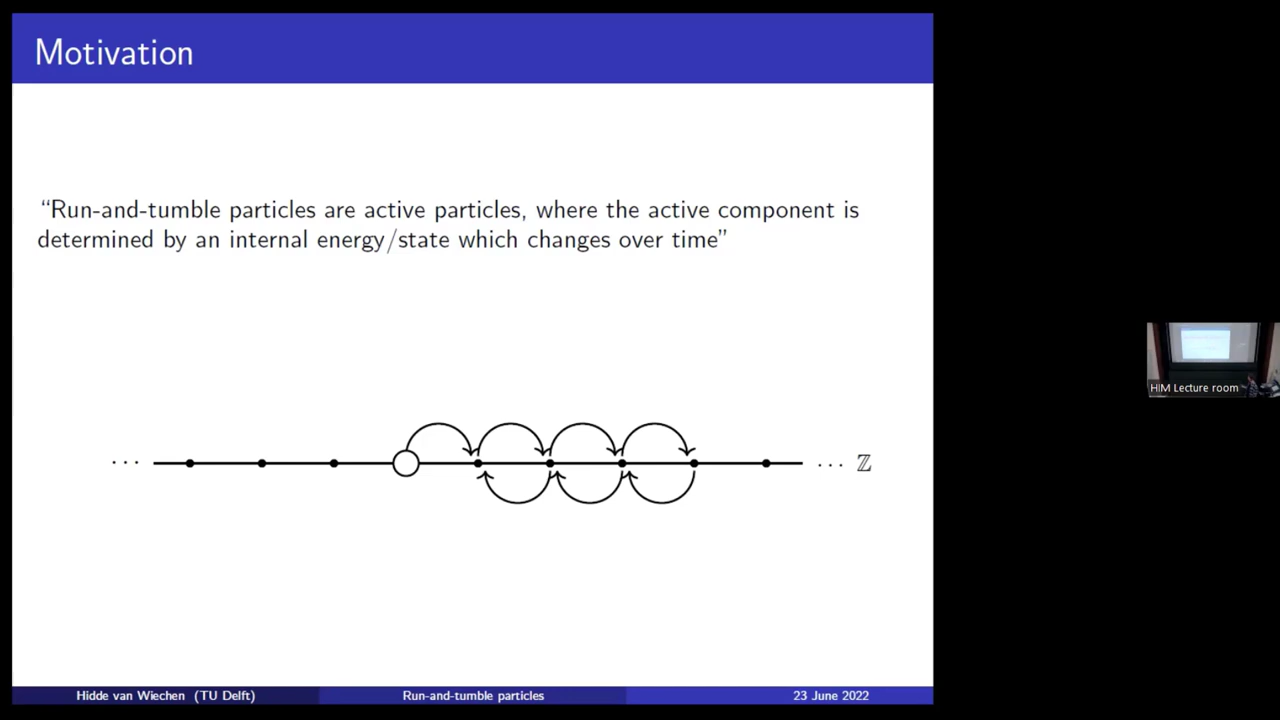 Motivation
“Run-and-tumble particles are active particles, where the active component is
determined by an internal energy/state which changes over time”
··· ··· ℤ
HIM Lecture room
Hidde van Wiechen (TU Delft) Run-and-tumble particles 23 June 2022